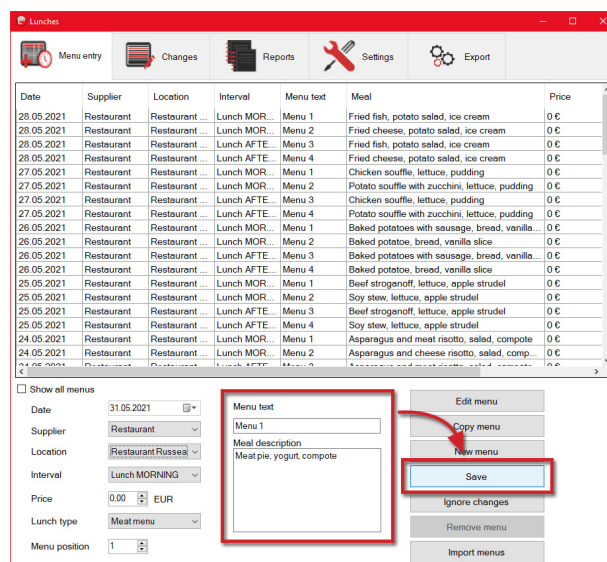 Lunches
Menu entry Changes Reports Settings Export
Date Supplier Location Interval Menu text Meal Price
28.05.2021 Restaurant Restaurant ... Lunch MOR... Menu 1 Fried fish, potato salad, ice cream 0 €
28.05.2021 Restaurant Restaurant ... Lunch MOR... Menu 2 Fried cheese, potato salad, ice cream 0 €
28.05.2021 Restaurant Restaurant ... Lunch AFTE... Menu 3 Fried fish, potato salad, ice cream 0 €
28.05.2021 Restaurant Restaurant ... Lunch AFTE... Menu 4 Fried cheese, potato salad, ice cream 0 €
27.05.2021 Restaurant Restaurant ... Lunch MOR... Menu 1 Chicken souffle, lettuce, pudding 0 €
27.05.2021 Restaurant Restaurant ... Lunch MOR... Menu 2 Potato souffle with zucchini, lettuce, pudding 0 €
27.05.2021 Restaurant Restaurant ... Lunch AFTE... Menu 3 Chicken souffle, lettuce, pudding 0 €
27.05.2021 Restaurant Restaurant ... Lunch AFTE... Menu 4 Potato souffle with zucchini, lettuce, pudding 0 €
26.05.2021 Restaurant Restaurant ... Lunch MOR... Menu 1 Baked potatoes with sausage, bread, vanilla... 0 €
26.05.2021 Restaurant Restaurant ... Lunch MOR... Menu 2 Baked potatoe, bread, vanilla slice 0 €
26.05.2021 Restaurant Restaurant ... Lunch AFTE... Menu 3 Baked potatoes with sausage, bread, vanilla... 0 €
26.05.2021 Restaurant Restaurant ... Lunch AFTE... Menu 4 Baked potatoe, bread, vanilla slice 0 €
25.05.2021 Restaurant Restaurant ... Lunch MOR... Menu 1 Beef stroganoff, lettuce, apple strudel 0 €
25.05.2021 Restaurant Restaurant ... Lunch MOR... Menu 2 Soy stew, lettuce, apple strudel 0 €
25.05.2021 Restaurant Restaurant ... Lunch AFTE... Menu 3 Beef stroganoff, lettuce, apple strudel 0 €
25.05.2021 Restaurant Restaurant ... Lunch AFTE... Menu 4 Soy stew, lettuce, apple strudel 0 €
24.05.2021 Restaurant Restaurant ... Lunch MOR... Menu 1 Asparagus and meat risotto, salad, compote 0 €
24.05.2021 Restaurant Restaurant ... Lunch MOR... Menu 2 Asparagus and cheese risotto, salad, comp... 0 €
Show all menus
Date 31.05.2021
Supplier Restaurant
Location Restaurant Russea
Interval Lunch MORNING
Price 0,00 EUR
Lunch type Meat menu
Menu position 1
Menu text
Menu 1
Meal description
Meat pie, yogurt, compote
Edit menu
Copy menu
New menu
Save
Ignore changes
Remove menu
Import menus